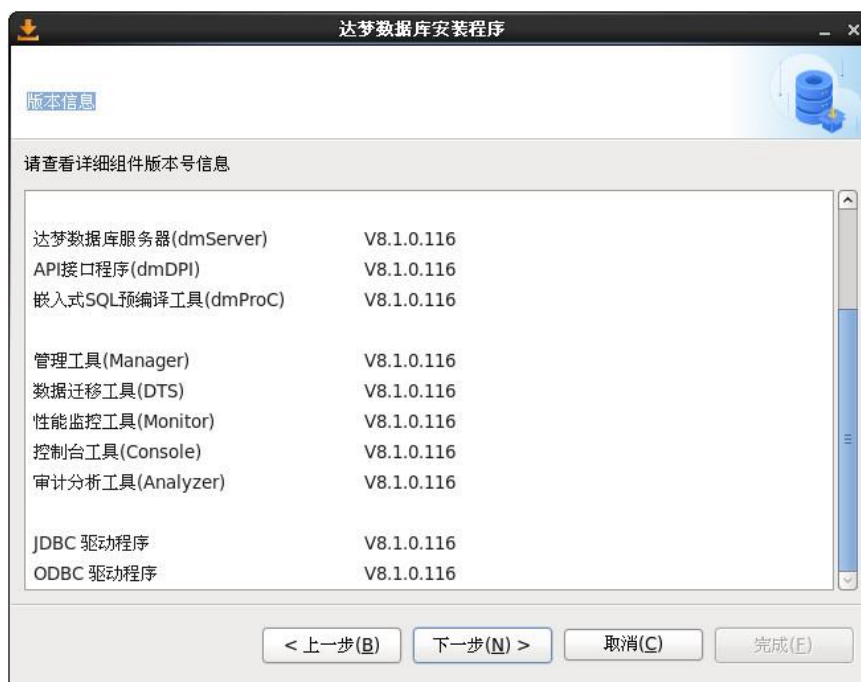 达梦数据库安装程序
版本信息
请查看详细组件版本号信息
达梦数据库服务器(dmServer) V8.1.0.116
API接口程序(dmDPI) V8.1.0.116
嵌入式SQL预编译工具(dmProC) V8.1.0.116
管理工具(Manager) V8.1.0.116
数据迁移工具(DTS) V8.1.0.116
性能监控工具(Monitor) V8.1.0.116
控制台工具(Console) V8.1.0.116
审计分析工具(Analyzer) V8.1.0.116
JDBC 驱动程序 V8.1.0.116
ODBC 驱动程序 V8.1.0.116
< 上一步(B) 下一步(N) > 取消(C) 完成(F)